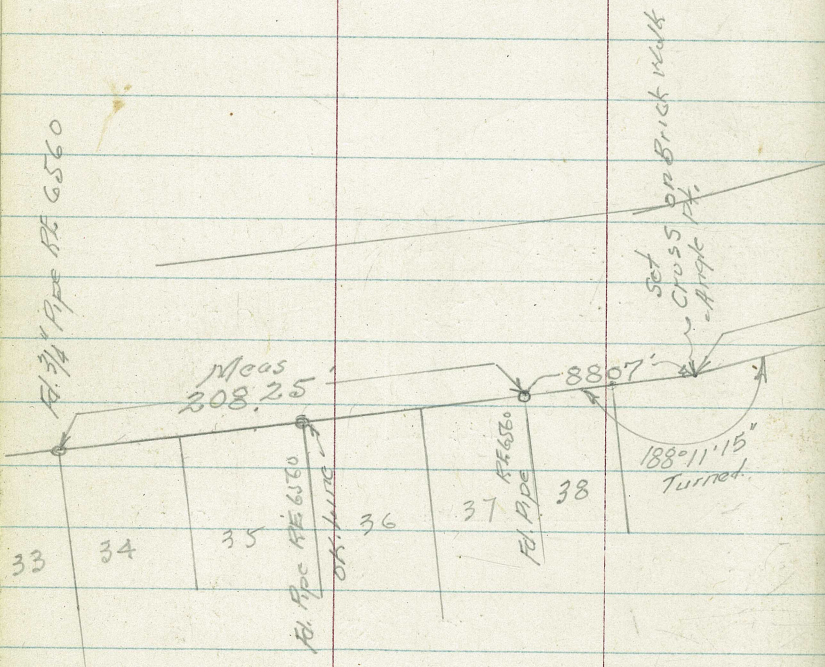 Fd. 3/4" Pipe RE 6560
Set
Cross on Brick Walk
Angle Pt.
Meas
208.25'
88.07'
188°11'15"
Turned
Fd. Pipe RE 6560
OK. Line
RE 6560
Fd. Pipe
33
34
35
36
37
38